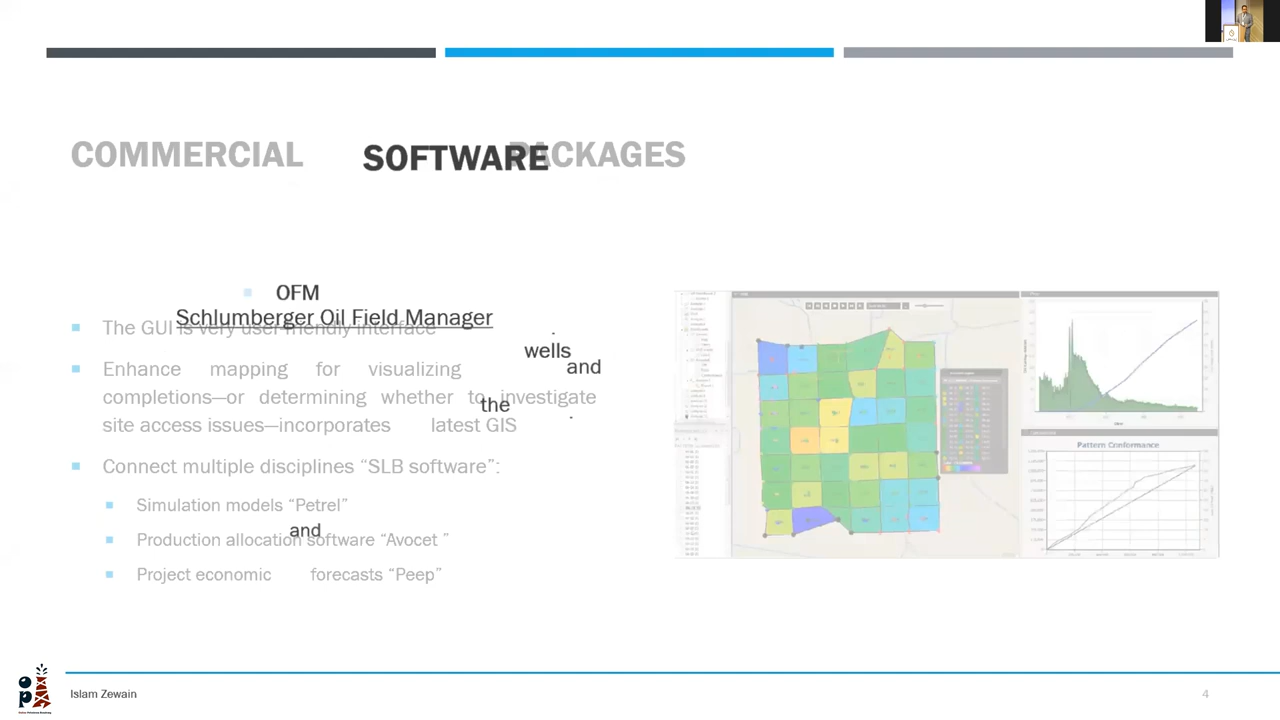 COMMERCIAL SOFTWARE PACKAGES
OFM
Schlumberger Oil Field Manager
The GUI is very user-friendly interface
.
wells
and
Enhance mapping for visualizing
completions—or determining whether to investigate
the
.
site access issues—incorporates latest GIS
Connect multiple disciplines “SLB software”:
Simulation models “Petrel”
and
Production allocation software “Avocet ”
Project economic forecasts “Peep”
Pattern Conformance
Islam Zewain
4